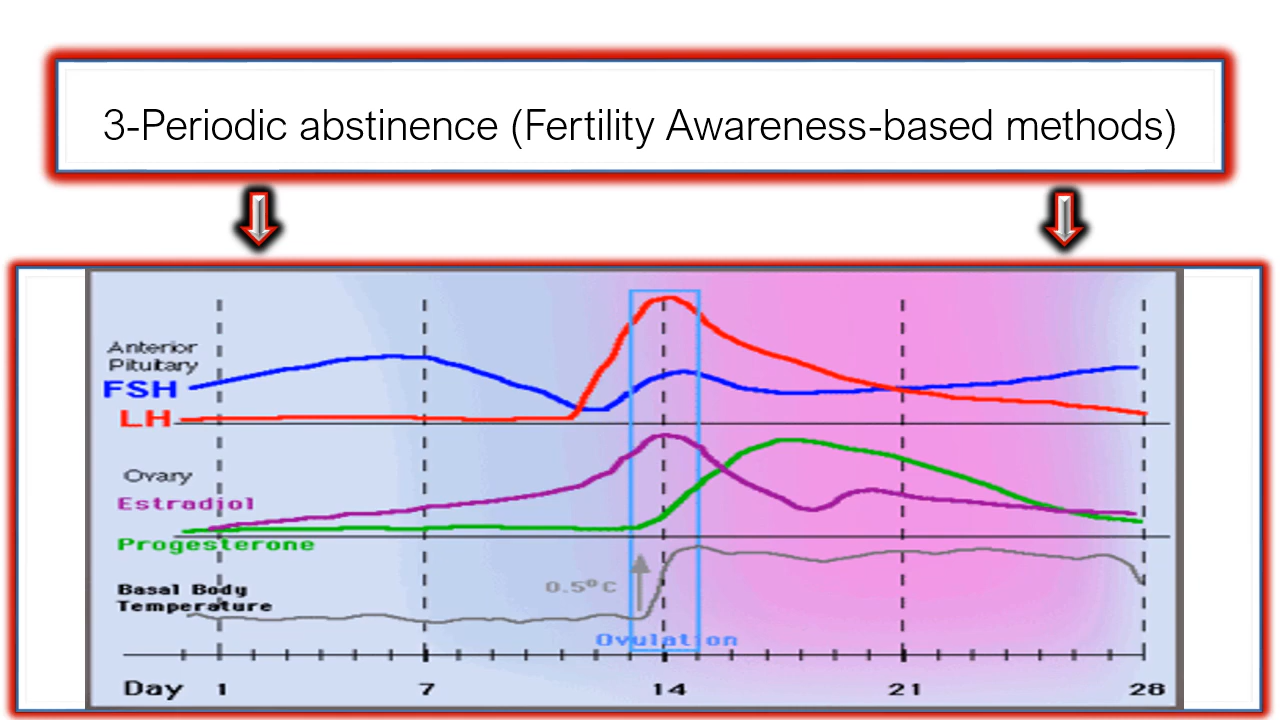 3-Periodic abstinence (Fertility Awareness-based methods)
Anterior
Pituitary
FSH
LH
Ovary
Estradiol
Progesterone
Basal Body
Temperature
0.5°C
Ovulation
Day 1 7 14 21 28